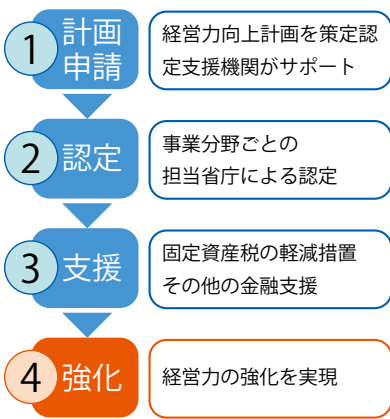 1
計画
申請
経営力向上計画を策定認
定支援機関がサポート
2
認定
事業分野ごとの
担当省庁による認定
3
支援
固定資産税の軽減措置
その他の金融支援
4
強化
経営力の強化を実現